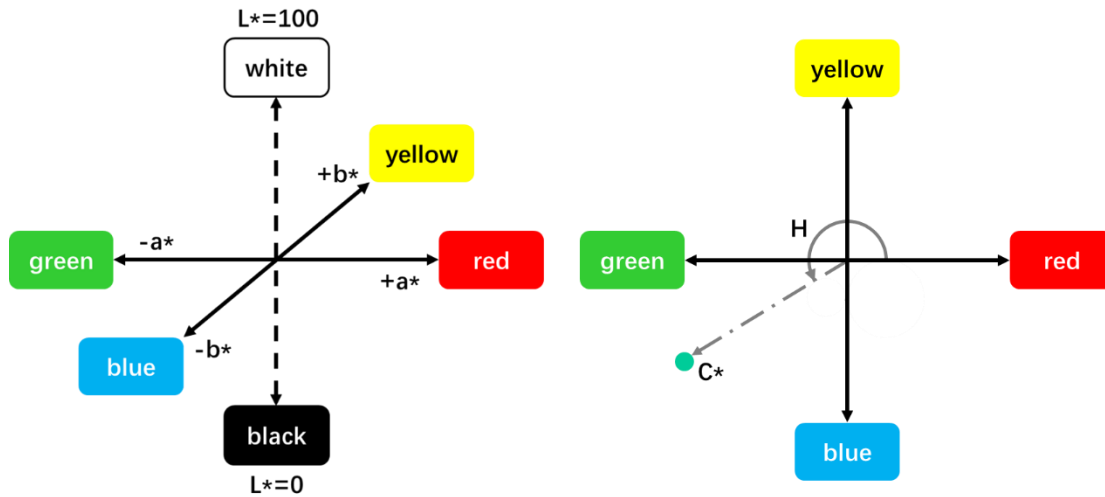 L*=100
white
yellow
+b*
-a*
green
red
+a*
-b*
blue
black
L*=0
yellow
H
green
red
C*
blue